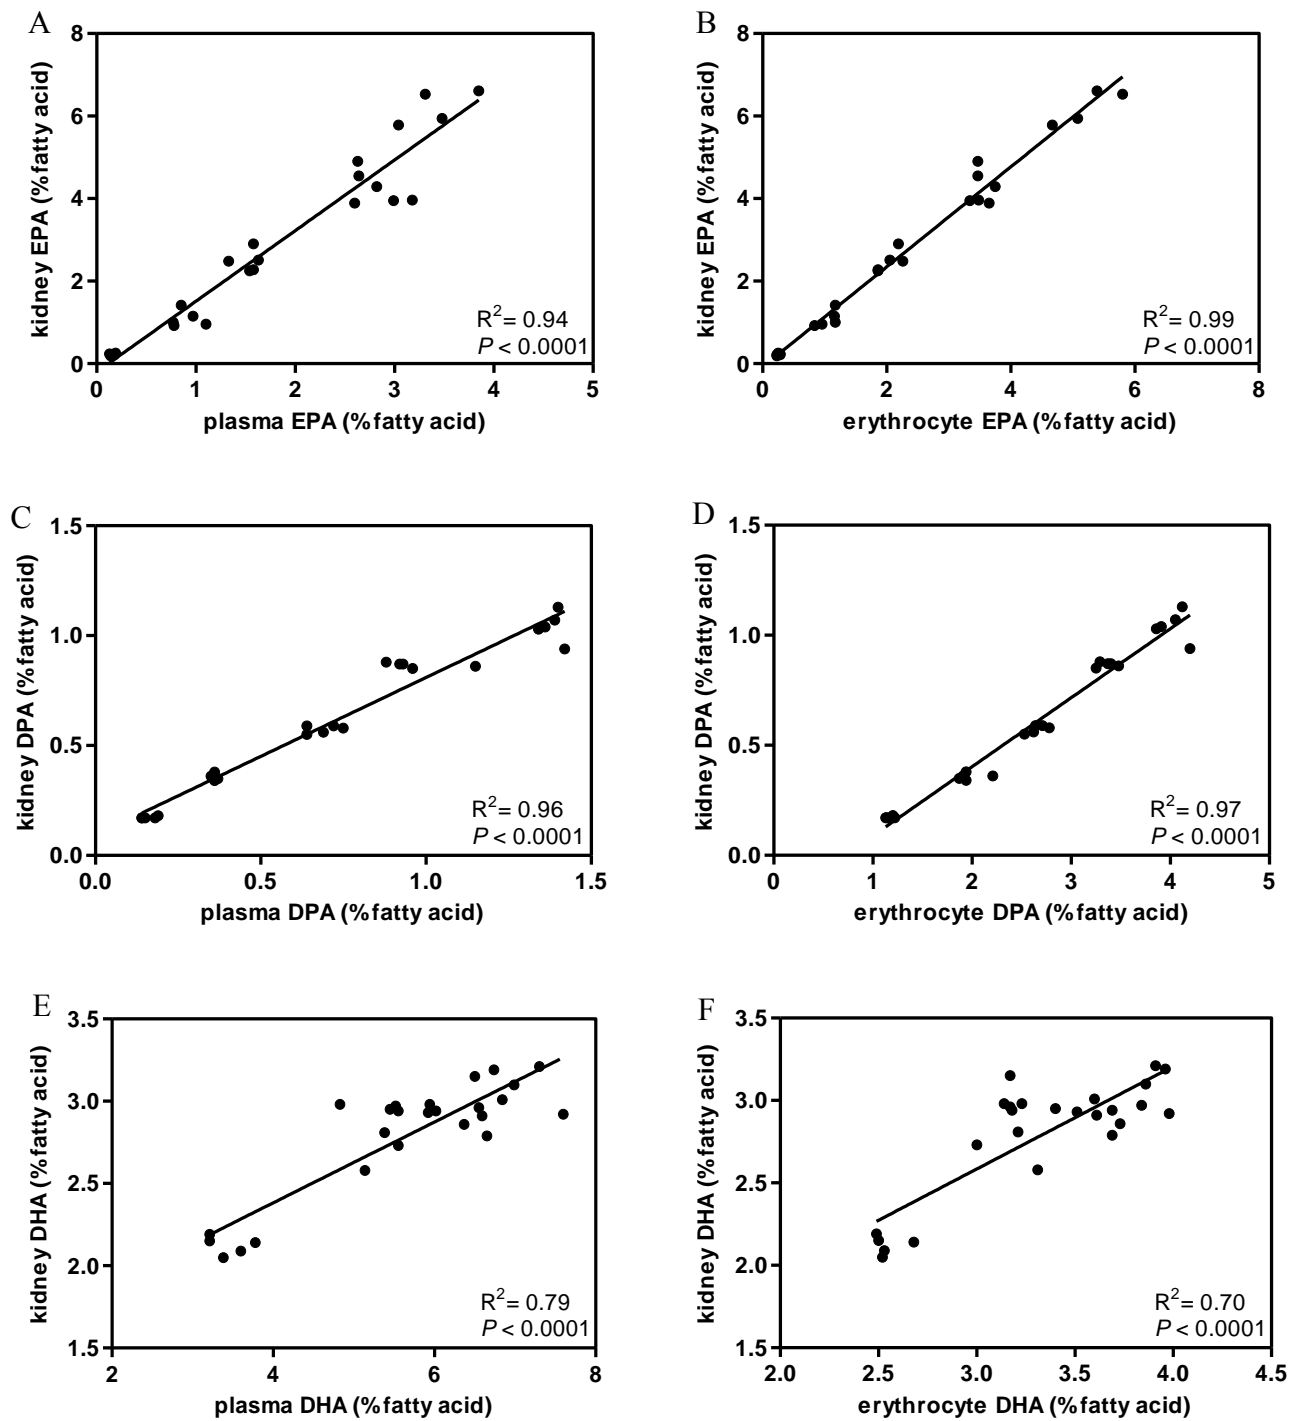 A
8
6
4
2
0
kidney EPA (%fatty acid)
R2= 0.94
P < 0.0001
0 1 2 3 4 5
plasma EPA (%fatty acid)
B
8
6
4
2
0
kidney EPA (%fatty acid)
R2= 0.99
P < 0.0001
0 2 4 6 8
erythrocyte EPA (%fatty acid)
C
1.5
1.0
0.5
0.0
kidney DPA (%fatty acid)
R2= 0.96
P < 0.0001
0.0 0.5 1.0 1.5
plasma DPA (%fatty acid)
D
1.5
1.0
0.5
0.0
kidney DPA (%fatty acid)
R2= 0.97
P < 0.0001
0 1 2 3 4 5
erythrocyte DPA (%fatty acid)
E
3.5
3.0
2.5
2.0
1.5
kidney DHA (%fatty acid)
R2= 0.79
P < 0.0001
2 4 6 8
plasma DHA (%fatty acid)
F
3.5
3.0
2.5
2.0
1.5
kidney DHA (%fatty acid)
R2= 0.70
P < 0.0001
2.0 2.5 3.0 3.5 4.0 4.5
erythrocyte DHA (%fatty acid)